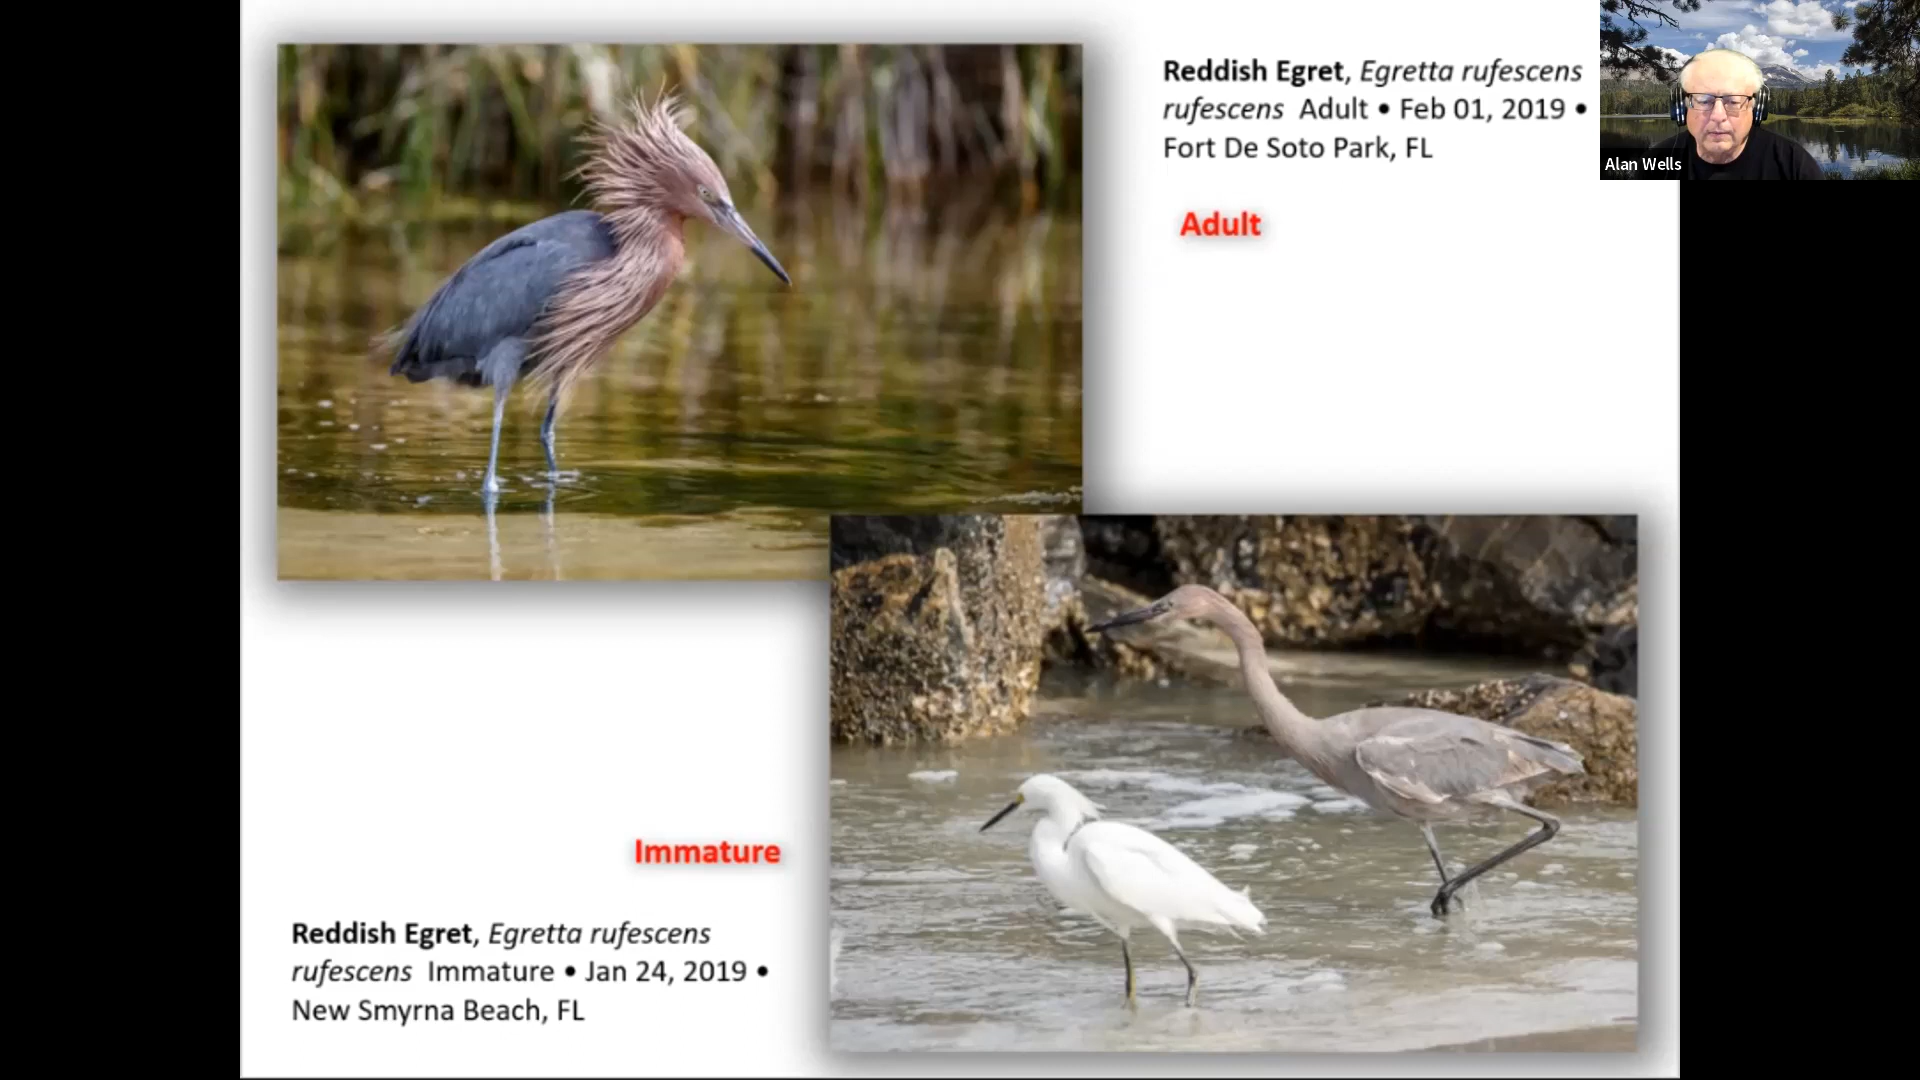 Reddish Egret, Egretta rufescens
rufescens Adult • Feb 01, 2019 •
Fort De Soto Park, FL
Alan Wells
Adult
Immature
Reddish Egret, Egretta rufescens
rufescens Immature • Jan 24, 2019 •
New Smyrna Beach, FL